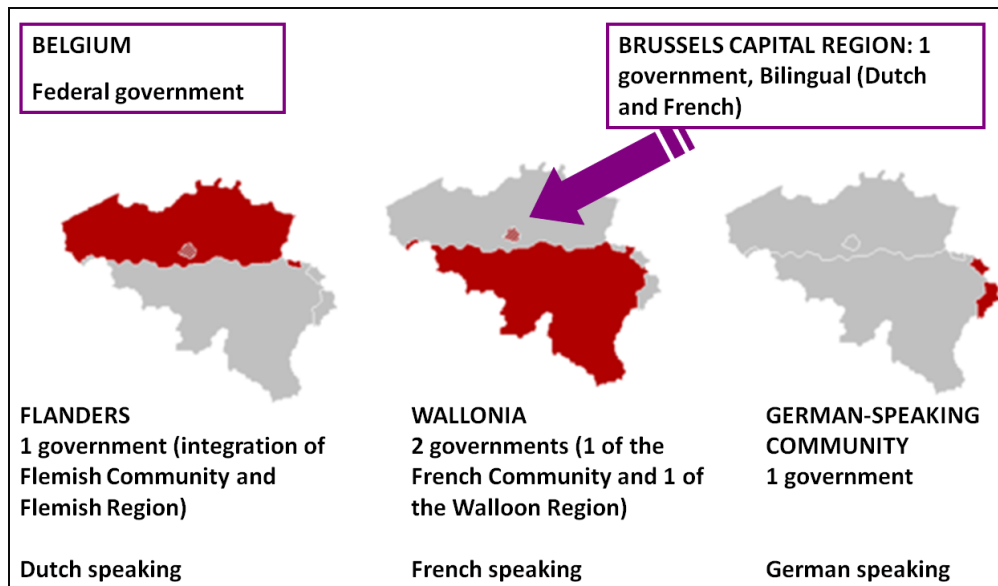 BELGIUM
Federal government
BRUSSELS CAPITAL REGION: 1
government, Bilingual (Dutch
and French)
FLANDERS
1 government (integration of
Flemish Community and
Flemish Region)
Dutch speaking
WALLONIA
2 governments (1 of the
French Community and 1 of
the Walloon Region)
French speaking
GERMAN-SPEAKING
COMMUNITY
1 government
German speaking